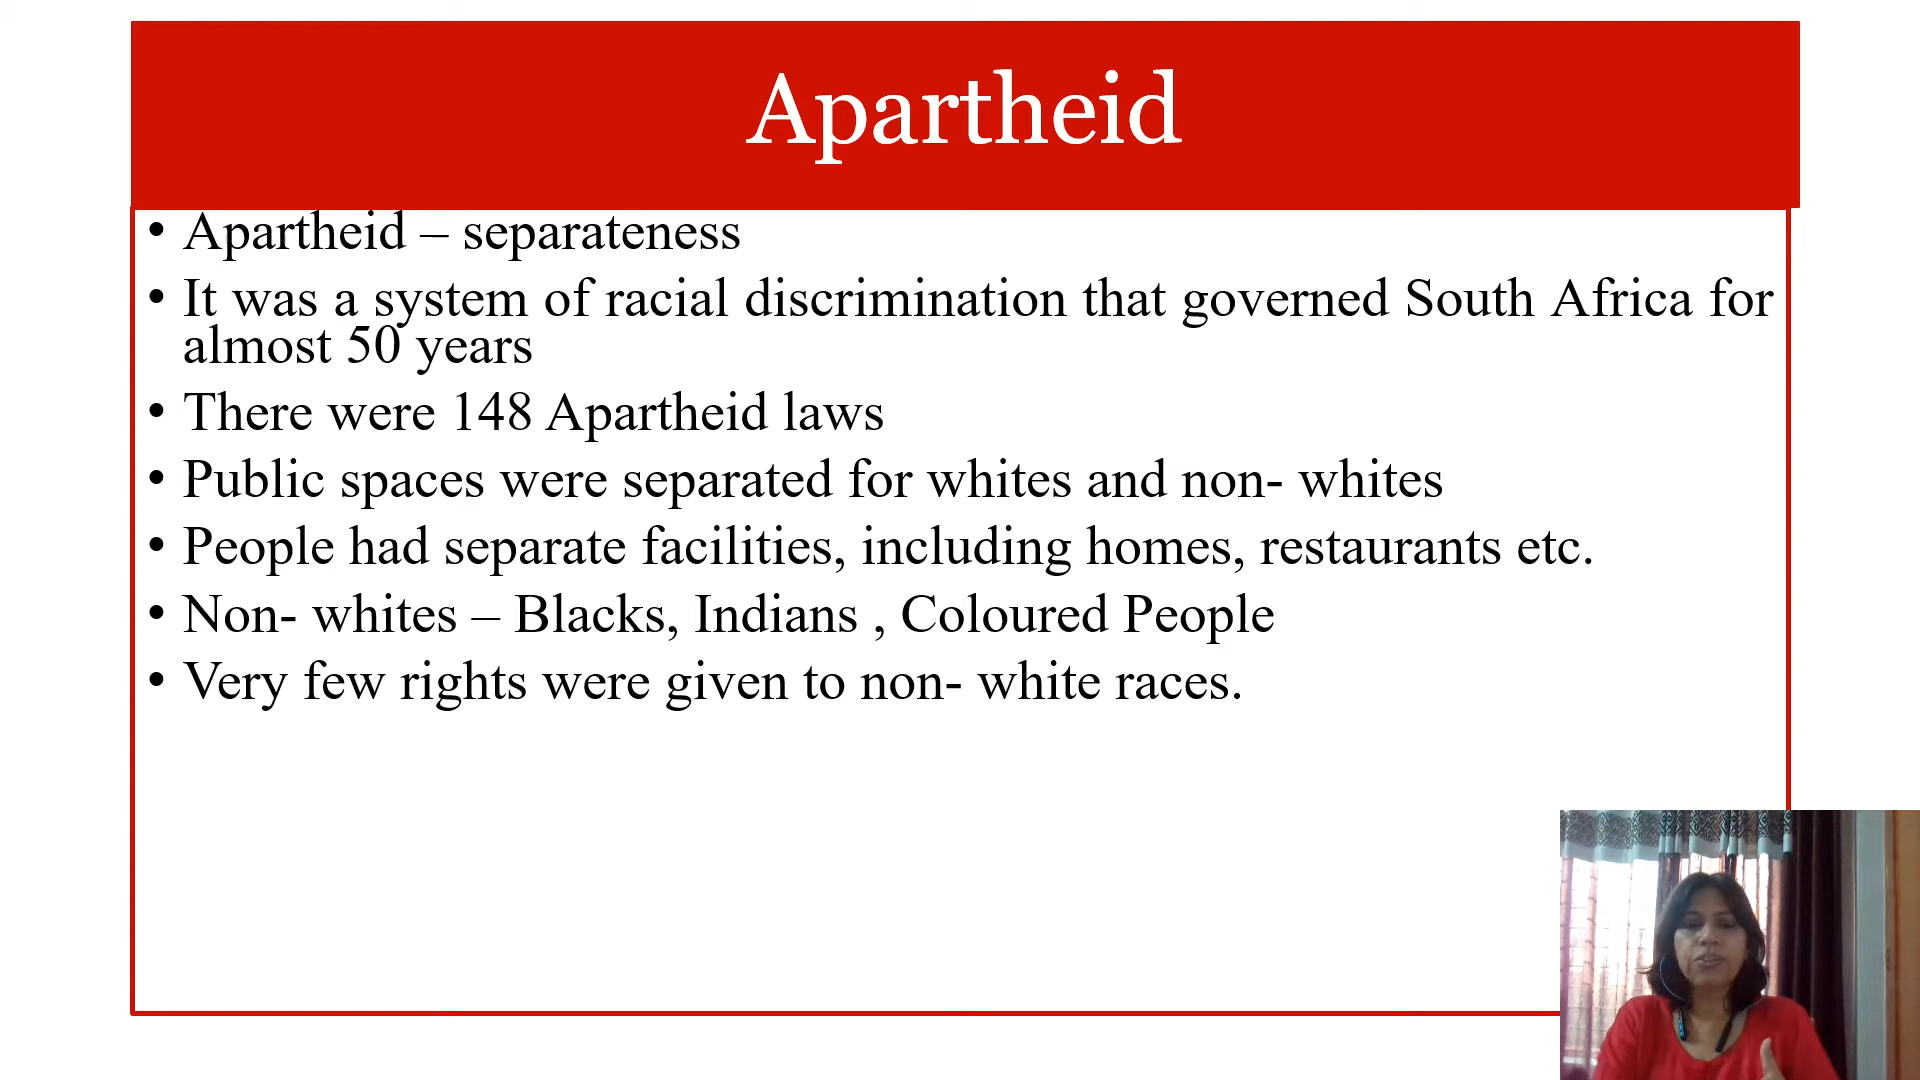 Apartheid
• Apartheid – separateness
• It was a system of racial discrimination that governed South Africa for
almost 50 years
• There were 148 Apartheid laws
• Public spaces were separated for whites and non- whites
• People had separate facilities, including homes, restaurants etc.
• Non- whites – Blacks, Indians , Coloured People
• Very few rights were given to non- white races.